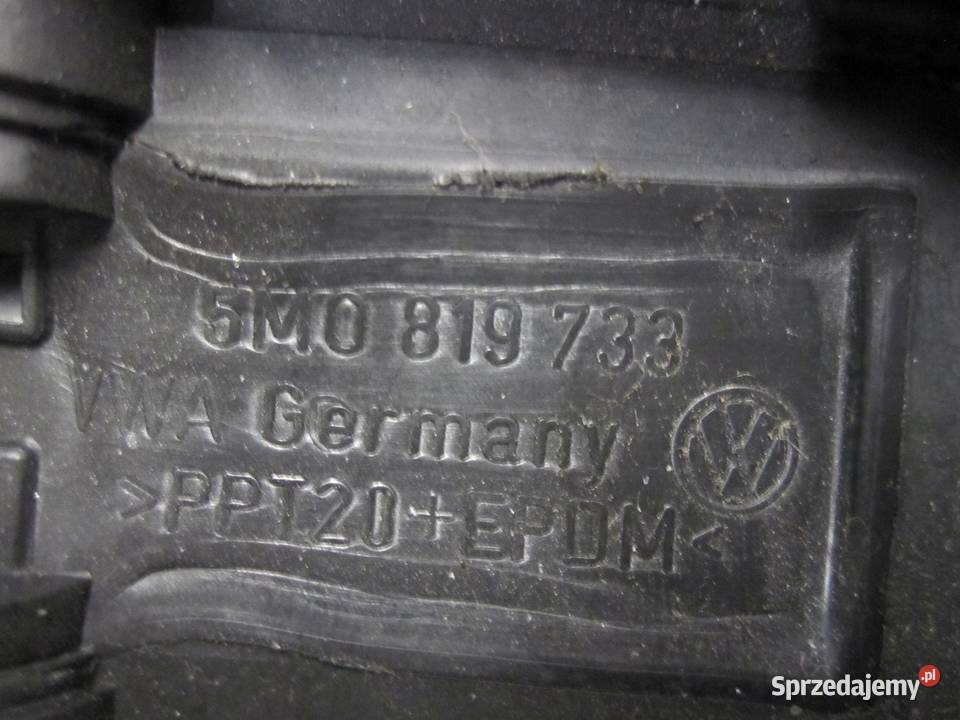 5M0 819 733
VWA Germany
>PPT20+EPDM<
Sprzedajemy.pl